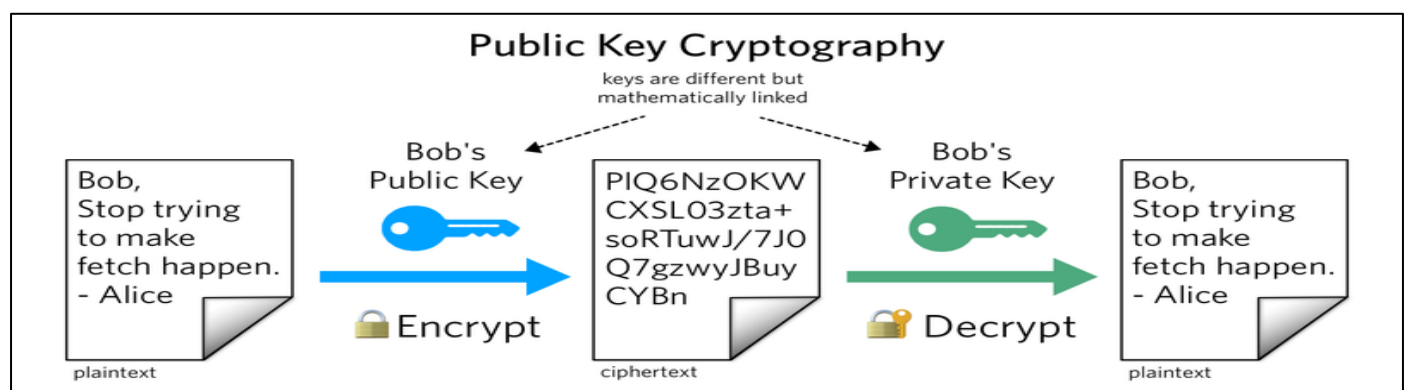 Public Key Cryptography
keys are different but
mathematically linked
Bob's
Public Key
Bob's
Private Key
Bob,
Stop trying
to make
fetch happen.
- Alice
plaintext
Encrypt
PIQ6NzOKW
CXSL03zta+
soRTuwJ/7J0
Q7gzwyJBuy
CYBn
ciphertext
Decrypt
Bob,
Stop trying
to make
fetch happen.
- Alice
plaintext